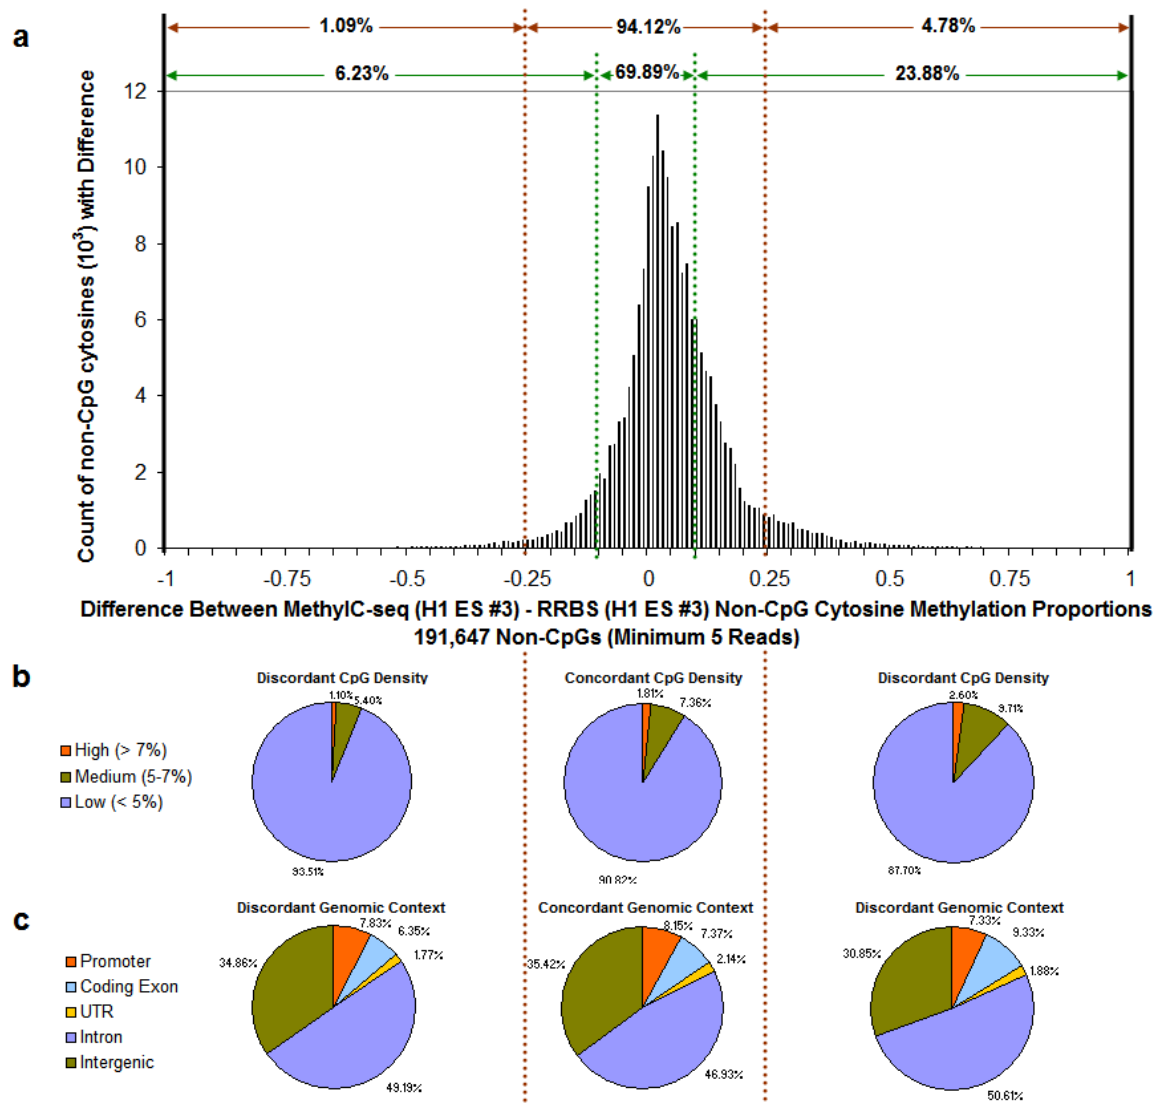 a
1.09% 94.12% 4.78%
6.23% 69.89% 23.88%
Count of non-CpG cytosines (10³) with Difference
12
10
8
6
4
2
0
-1 -0.75 -0.5 -0.25 0 0.25 0.5 0.75 1
Difference Between MethylC-seq (H1 ES #3) - RRBS (H1 ES #3) Non-CpG Cytosine Methylation Proportions
191,647 Non-CpGs (Minimum 5 Reads)
b
High (> 7%)
Medium (5-7%)
Low (< 5%)
Discordant CpG Density
1.10% 5.40%
93.51%
Concordant CpG Density
1.81% 7.36%
90.82%
Discordant CpG Density
2.60% 9.71%
87.70%
c
Promoter
Coding Exon
UTR
Intron
Intergenic
Discordant Genomic Context
7.83%
6.35%
1.77%
34.86%
49.19%
Concordant Genomic Context
8.15%
7.37%
2.14%
35.42%
46.93%
Discordant Genomic Context
7.33%
9.33%
1.88%
30.85%
50.61%